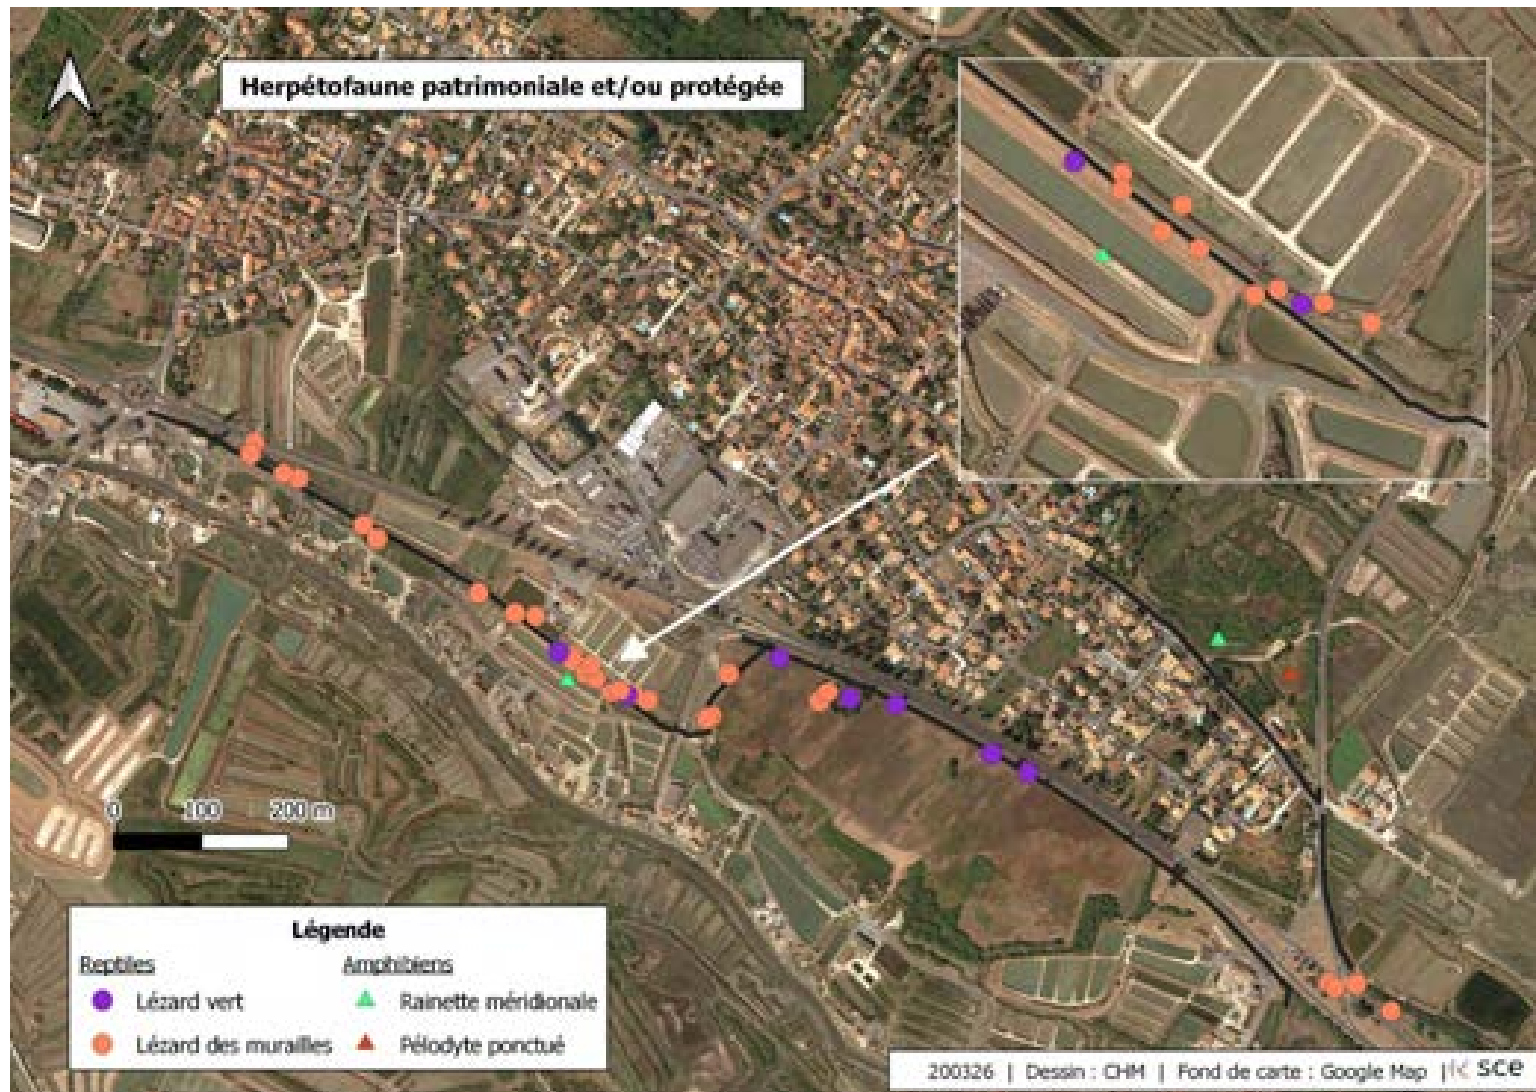 Herpétofaune patrimoniale et/ou protégée
0 100 200 m
Légende
Reptiles
Amphibiens
Lézard vert
Rainette méridionale
Lézard des murailles
Pélodyte ponctué
200326 | Dessin : CHM | Fond de carte : Google Map | sce